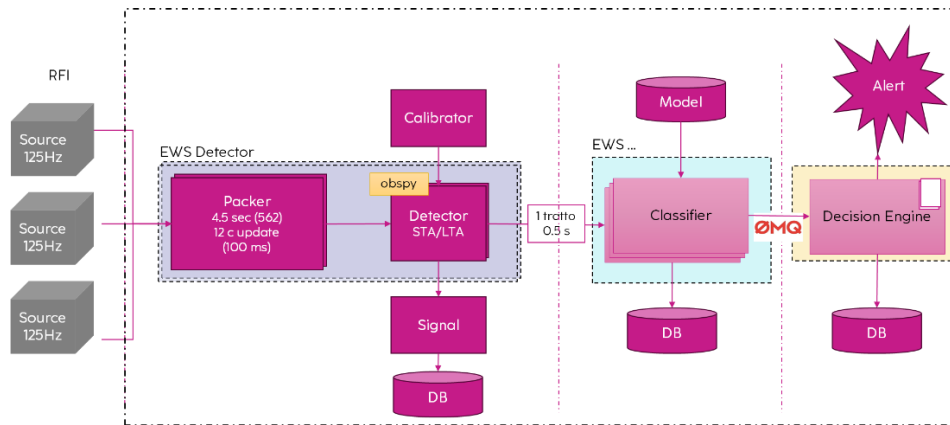 RFI
Source
125Hz
Source
125Hz
Source
125Hz
EWS Detector
Packer
4.5 sec (562)
12 c update
(100 ms)
Calibrator
obspy
Detector
STA/LTA
Signal
DB
1 tratto
0.5 s
EWS ...
Model
Classifier
DB
ØMQ
Alert
Decision Engine
DB